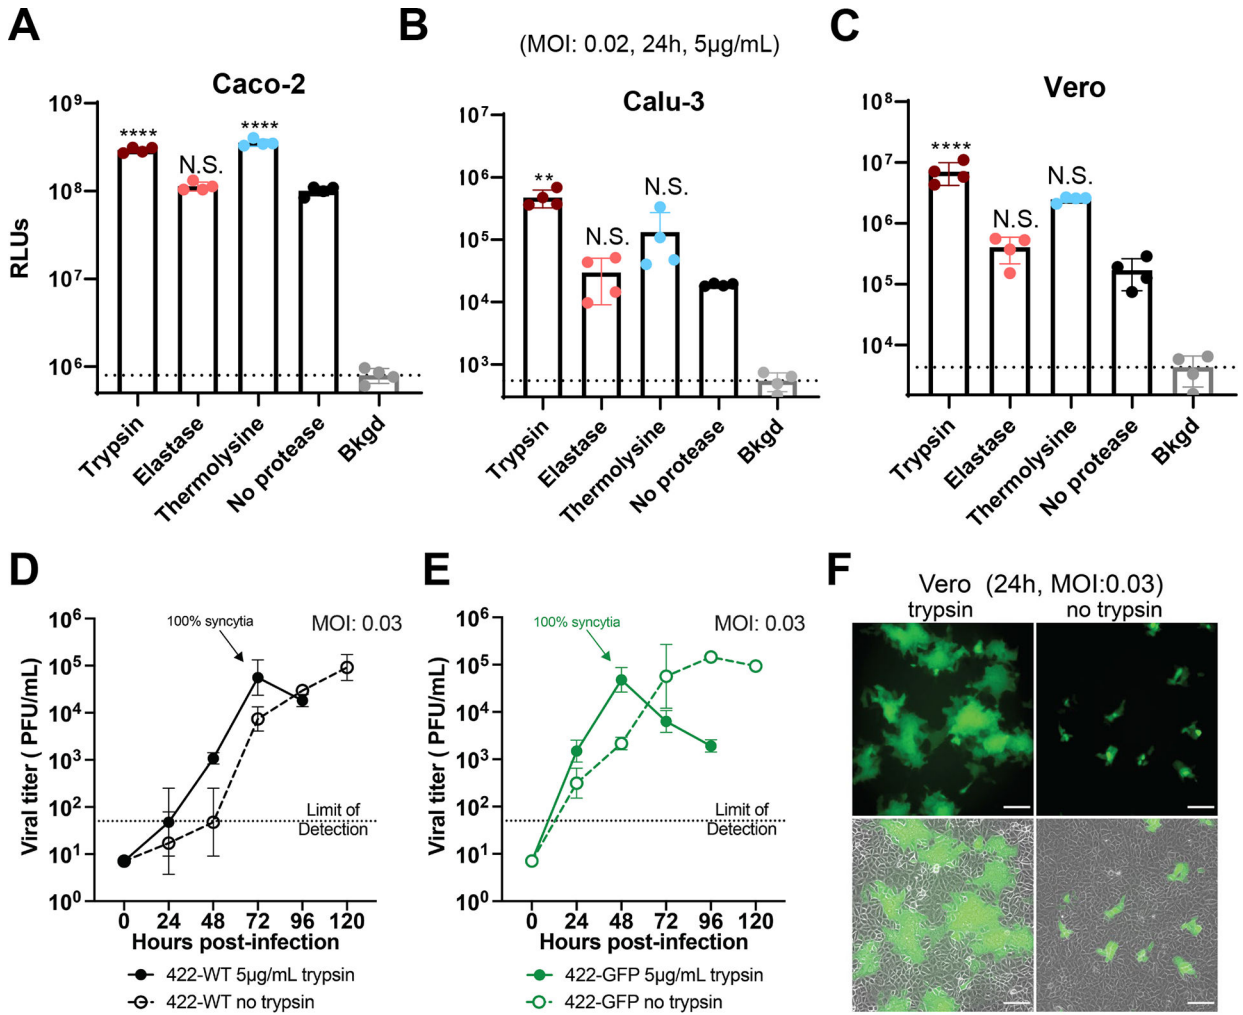 A
B
C
(MOI: 0.02, 24h, 5µg/mL)
Caco-2
RLUs
10⁹
10⁸
10⁷
10⁶
****
N.S.
****
Trypsin
Elastase
Thermolysine
No protease
Bkgd
Calu-3
10⁷
10⁶
10⁵
10⁴
10³
**
N.S.
N.S.
Trypsin
Elastase
Thermolysine
No protease
Bkgd
Vero
10⁸
10⁷
10⁶
10⁵
10⁴
****
N.S.
N.S.
Trypsin
Elastase
Thermolysine
No protease
Bkgd
D
Viral titer ( PFU/mL)
10⁶
10⁵
10⁴
10³
10²
10¹
10⁰
100% syncytia
MOI: 0.03
Limit of
Detection
0 24 48 72 96 120
Hours post-infection
422-WT 5µg/mL trypsin
422-WT no trypsin
E
Viral titer ( PFU/mL)
10⁶
10⁵
10⁴
10³
10²
10¹
10⁰
100% syncytia
MOI: 0.03
Limit of
Detection
0 24 48 72 96 120
Hours post-infection
422-GFP 5µg/mL trypsin
422-GFP no trypsin
F
Vero (24h, MOI:0.03)
trypsin no trypsin